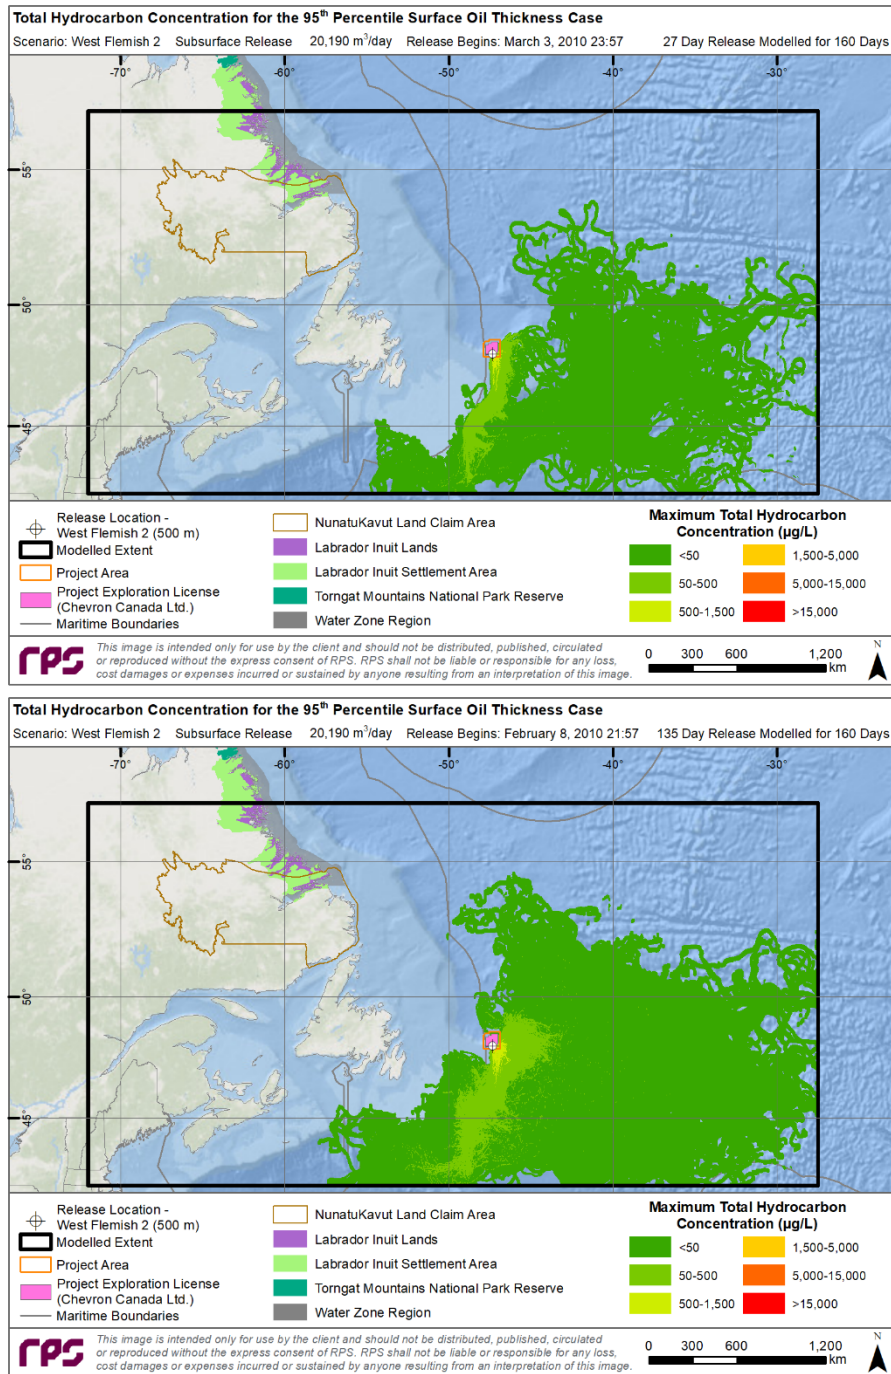 Total Hydrocarbon Concentration for the 95th Percentile Surface Oil Thickness Case
Scenario: West Flemish 2 Subsurface Release 20,190 m³/day Release Begins: March 3, 2010 23:57 27 Day Release Modelled for 160 Days
-70° -60° -50° -40° -30°
55°
50°
45°
Release Location -
West Flemish 2 (500 m)
Modelled Extent
Project Area
Project Exploration License
(Chevron Canada Ltd.)
Maritime Boundaries
NunatuKavut Land Claim Area
Labrador Inuit Lands
Labrador Inuit Settlement Area
Torngat Mountains National Park Reserve
Water Zone Region
Maximum Total Hydrocarbon
Concentration (µg/L)
<50 1,500-5,000
50-500 5,000-15,000
500-1,500 >15,000
rps
This image is intended only for use by the client and should not be distributed, published, circulated
or reproduced without the express consent of RPS. RPS shall not be liable or responsible for any loss,
cost damages or expenses incurred or sustained by anyone resulting from an interpretation of this image.
0 300 600 1,200
km
N
Total Hydrocarbon Concentration for the 95th Percentile Surface Oil Thickness Case
Scenario: West Flemish 2 Subsurface Release 20,190 m³/day Release Begins: February 8, 2010 21:57 135 Day Release Modelled for 160 Days
-70° -60° -50° -40° -30°
55°
50°
45°
Release Location -
West Flemish 2 (500 m)
Modelled Extent
Project Area
Project Exploration License
(Chevron Canada Ltd.)
Maritime Boundaries
NunatuKavut Land Claim Area
Labrador Inuit Lands
Labrador Inuit Settlement Area
Torngat Mountains National Park Reserve
Water Zone Region
Maximum Total Hydrocarbon
Concentration (µg/L)
<50 1,500-5,000
50-500 5,000-15,000
500-1,500 >15,000
rps
This image is intended only for use by the client and should not be distributed, published, circulated
or reproduced without the express consent of RPS. RPS shall not be liable or responsible for any loss,
cost damages or expenses incurred or sustained by anyone resulting from an interpretation of this image.
0 300 600 1,200
km
N